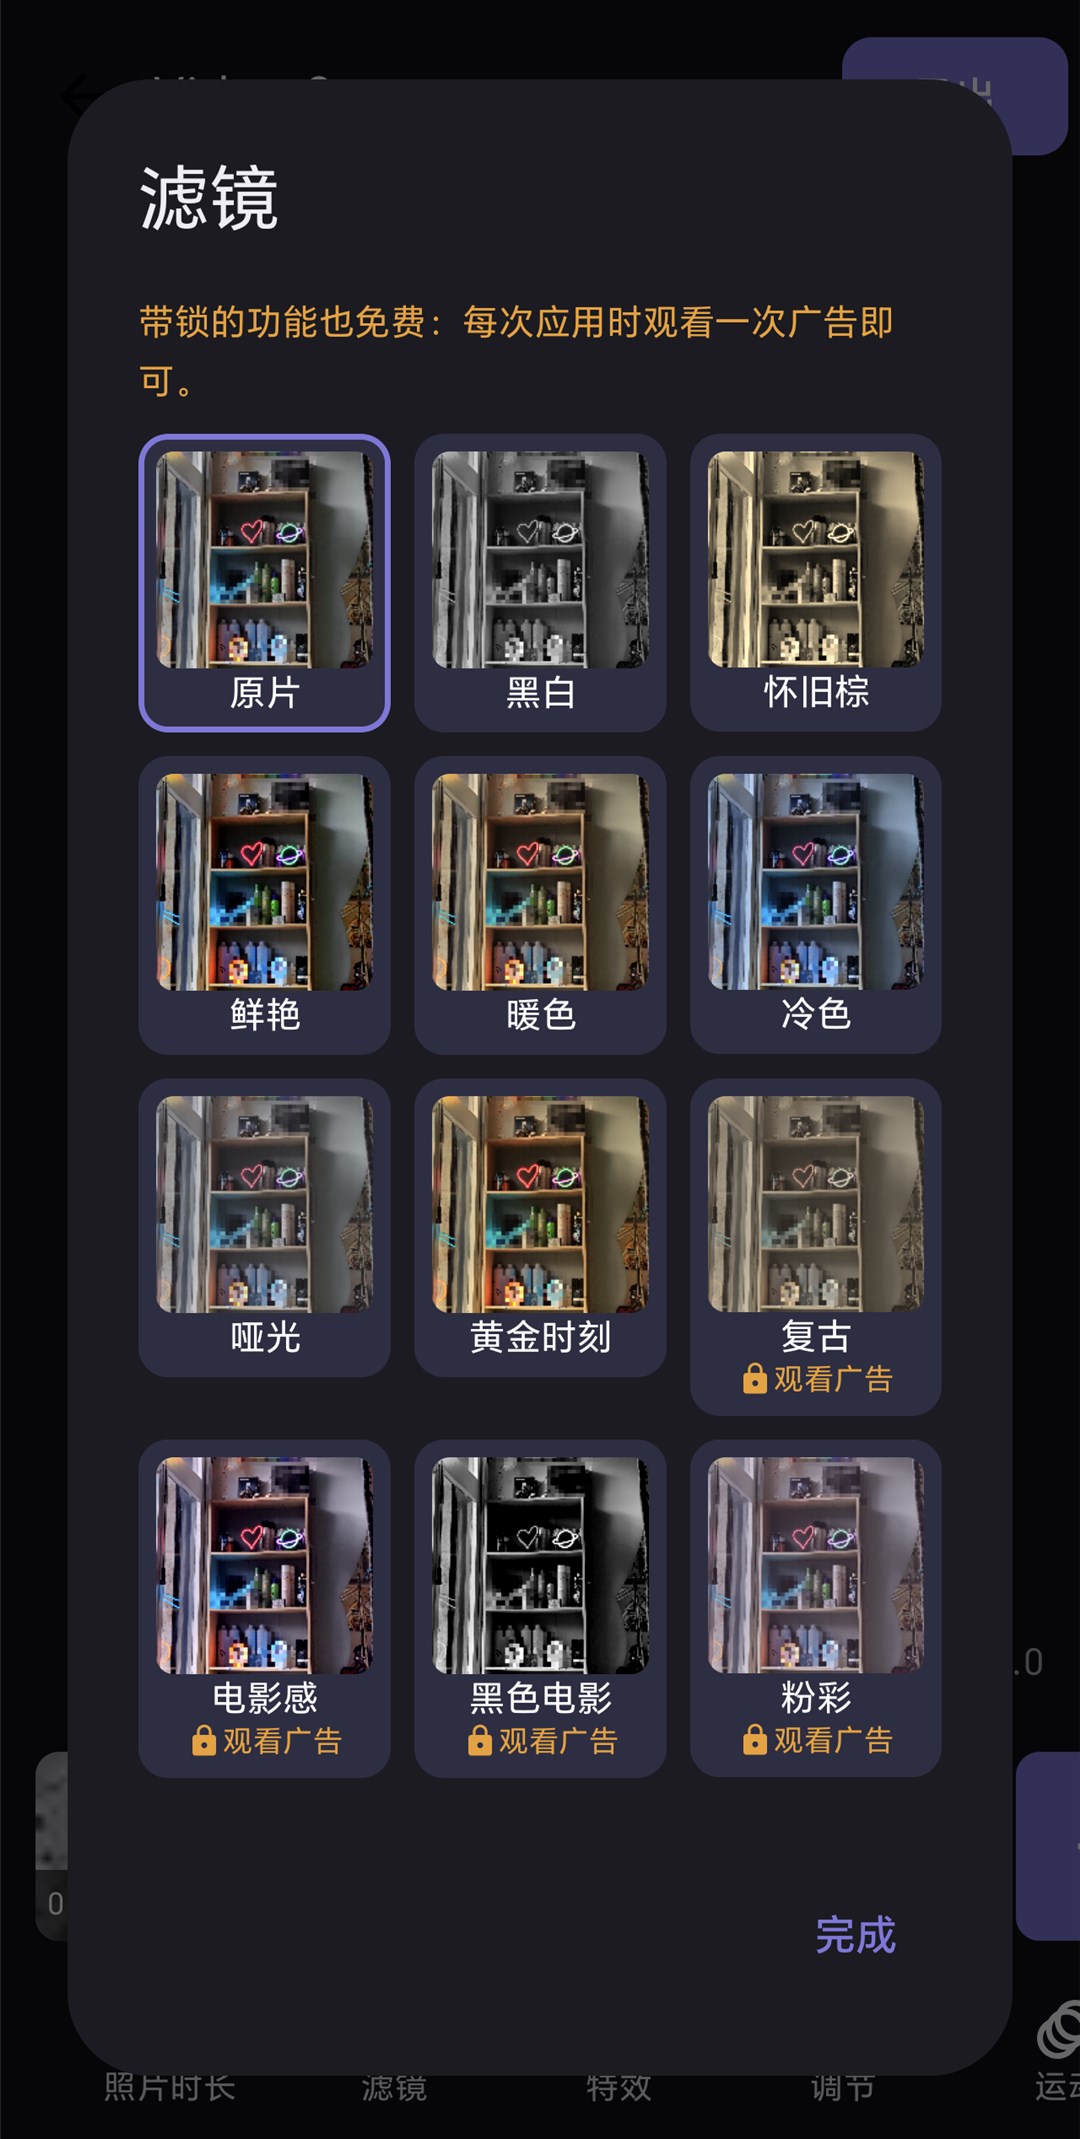 滤镜
带锁的功能也免费：每次应用时观看一次广告即
可。
原片 黑白 怀旧棕
鲜艳 暖色 冷色
哑光 黄金时刻 复古
观看广告
电影感 黑色电影 粉彩
观看广告 观看广告 观看广告
.0
0
完成
照片时长 滤镜 特效 调节 运动